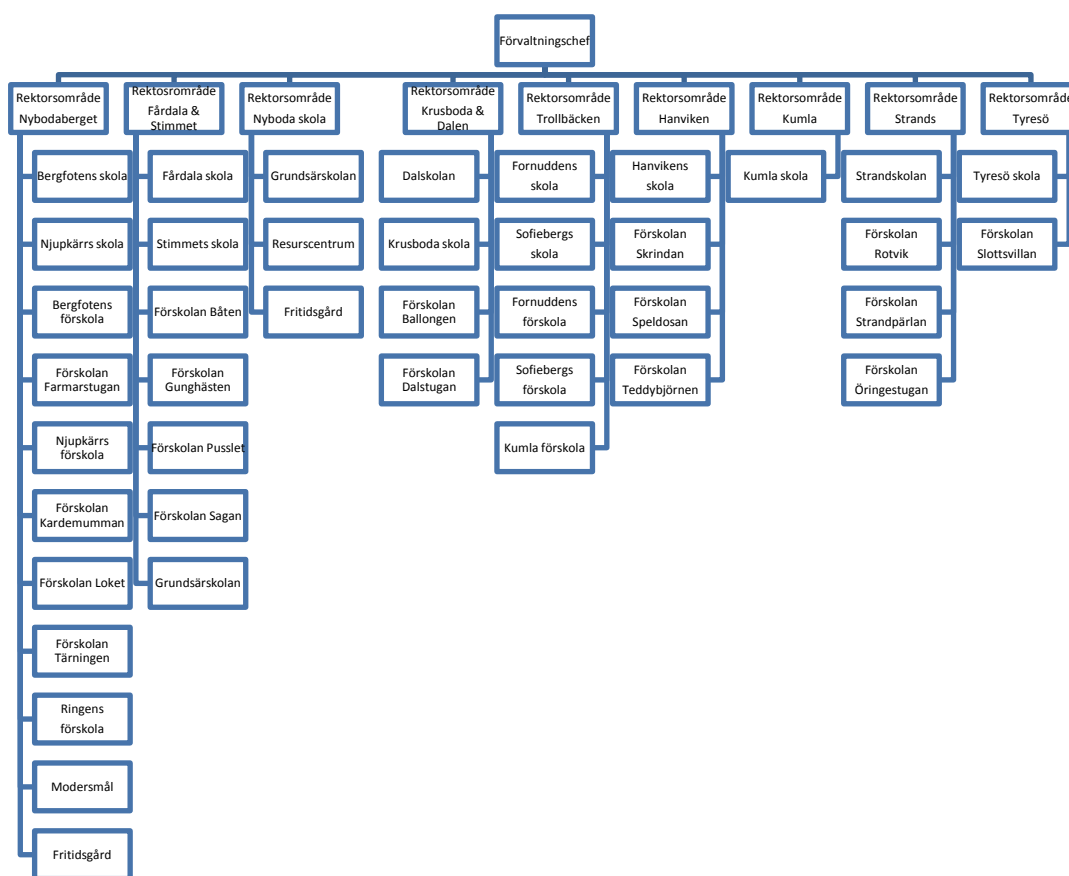 Förvaltningschef
Rektorsområde
Nybodaberget
Rektosrområde
Fårdala &
Stimmet
Rektorsområde
Nyboda skola
Rektorsområde
Krusboda &
Dalen
Rektorsområde
Trollbäcken
Rektorsområde
Hanviken
Rektorsområde
Kumla
Rektorsområde
Strands
Rektorsområde
Tyresö
Bergfotens skola
Njupkärrs skola
Bergfotens
förskola
Förskolan
Farmarstugan
Njupkärrs
förskola
Förskolan
Kardemumman
Förskolan Loket
Förskolan
Tärningen
Ringens
förskola
Modersmål
Fritidsgård
Fårdala skola
Stimmets skola
Förskolan Båten
Förskolan
Gunghästen
Förskolan Pusslet
Förskolan Sagan
Grundsärskolan
Grundsärskolan
Resurscentrum
Fritidsgård
Dalskolan
Krusboda skola
Förskolan
Ballongen
Förskolan
Dalstugan
Fornuddens
skola
Sofiebergs
skola
Fornuddens
förskola
Sofiebergs
förskola
Kumla förskola
Hanvikens
skola
Förskolan
Skrindan
Förskolan
Speldosan
Förskolan
Teddybjörnen
Kumla skola
Strandskolan
Förskolan
Rotvik
Förskolan
Strandpärlan
Förskolan
Öringestugan
Tyresö skola
Förskolan
Slottsvillan